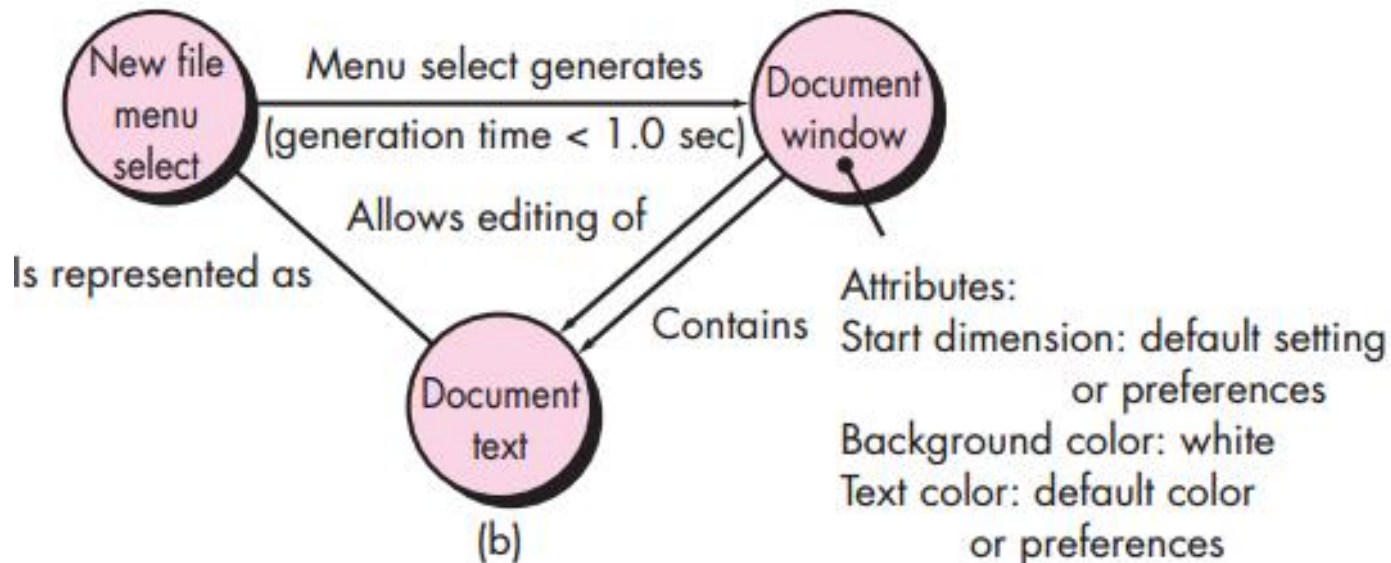 New file
menu
select
Menu select generates
(generation time < 1.0 sec)
Document
window
Allows editing of
Is represented as
Contains
Document
text
Attributes:
Start dimension: default setting
or preferences
Background color: white
Text color: default color
or preferences
(b)